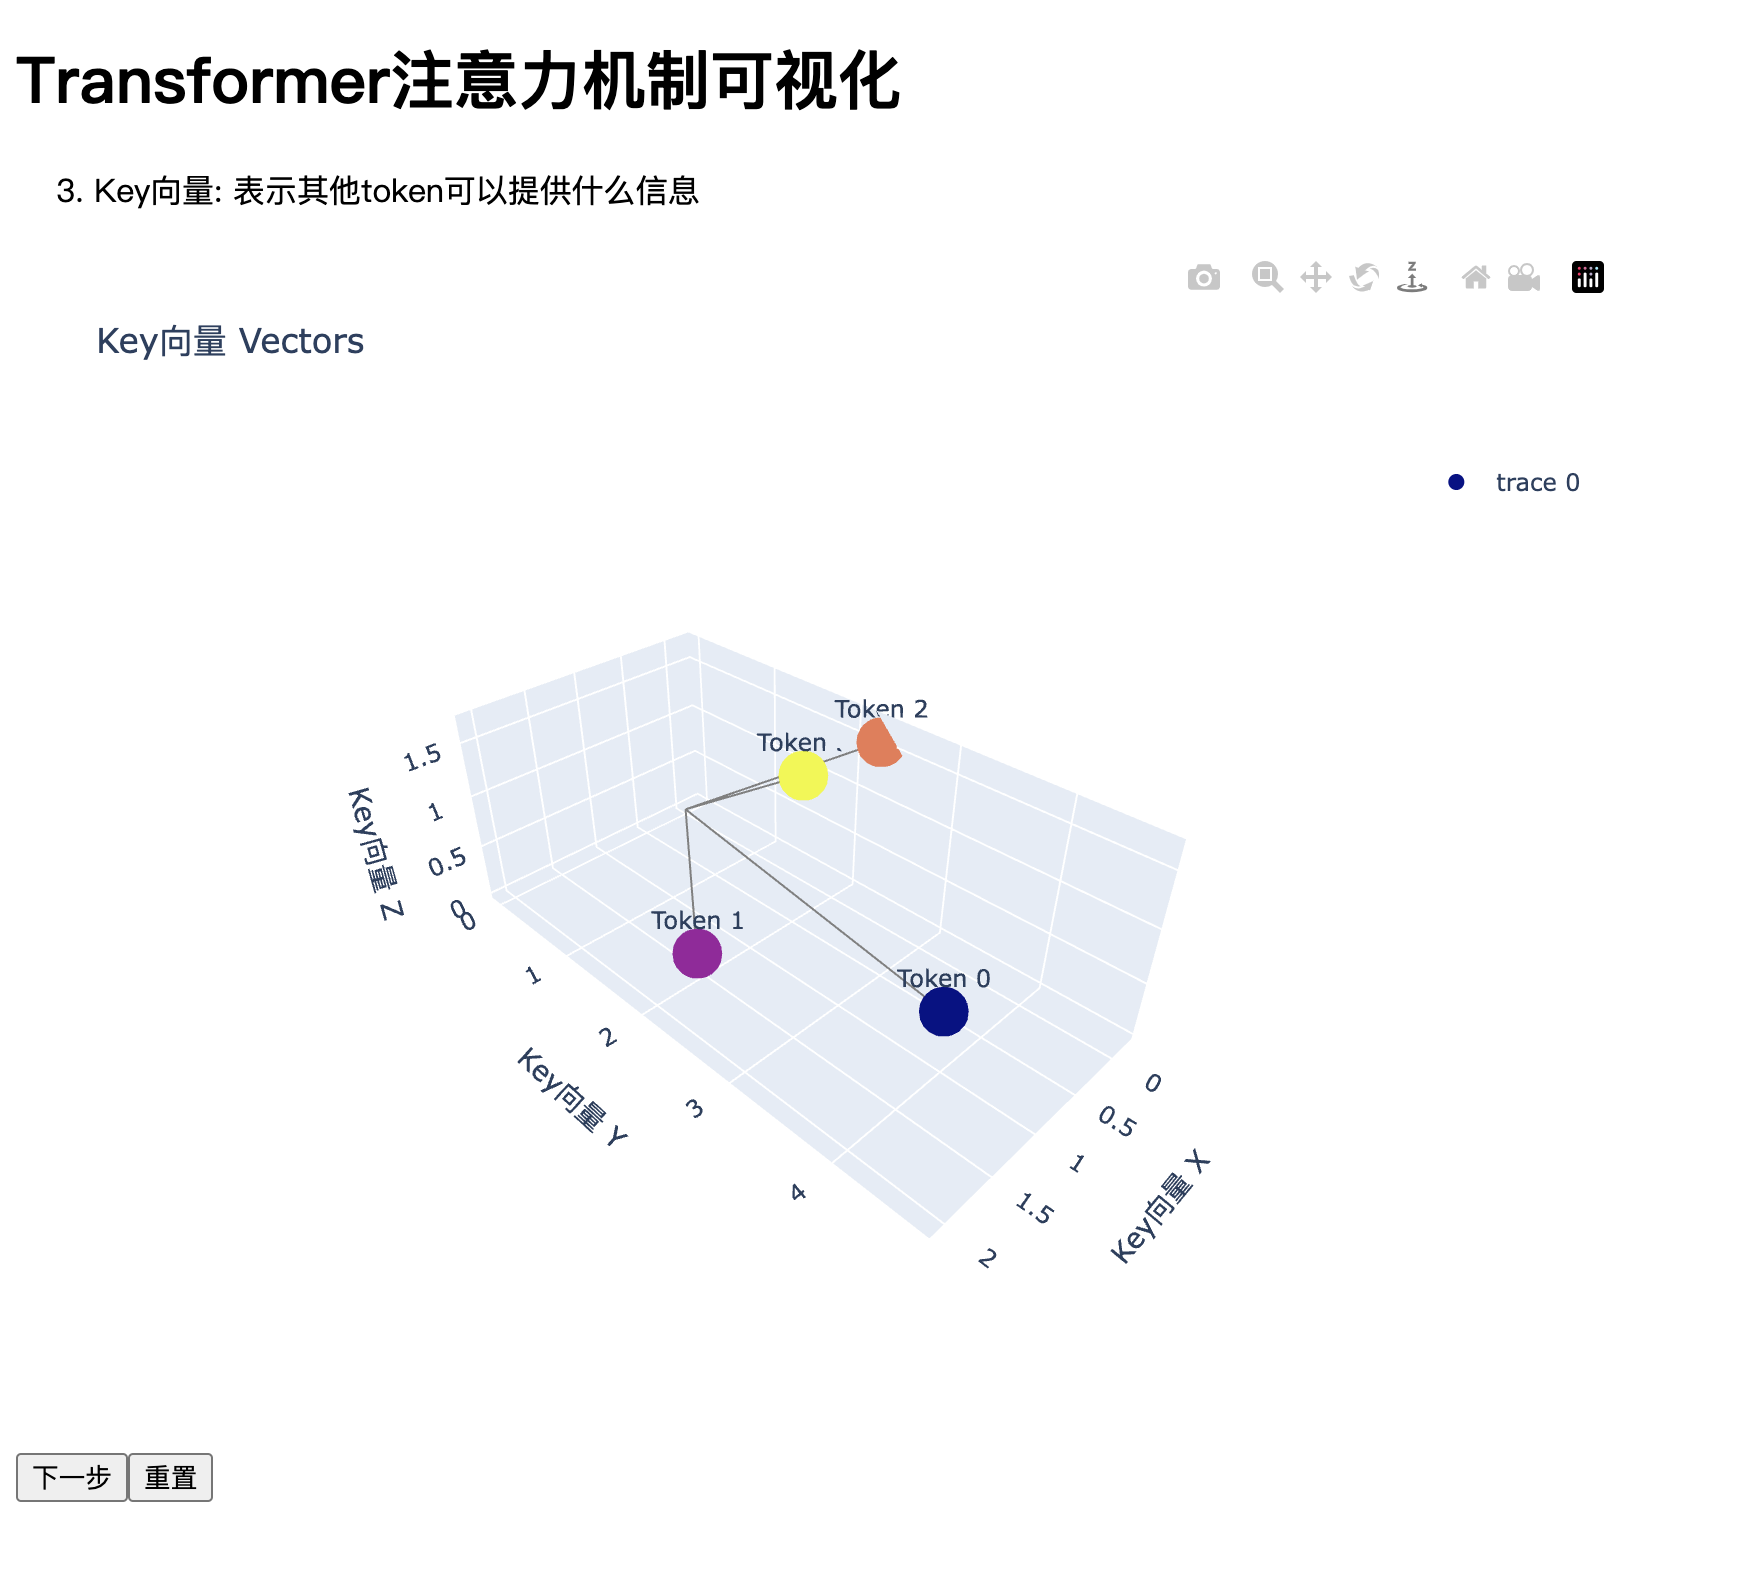 Transformer注意力机制可视化
3. Key向量: 表示其他token可以提供什么信息
Z
Key向量 Vectors
trace 0
Token 2
Token
Token 1
Token 0
1.5
1
0.5
0
Key向量 Z
0
1
2
3
4
Key向量 Y
0
0.5
1
1.5
2
Key向量 X
下一步
重置